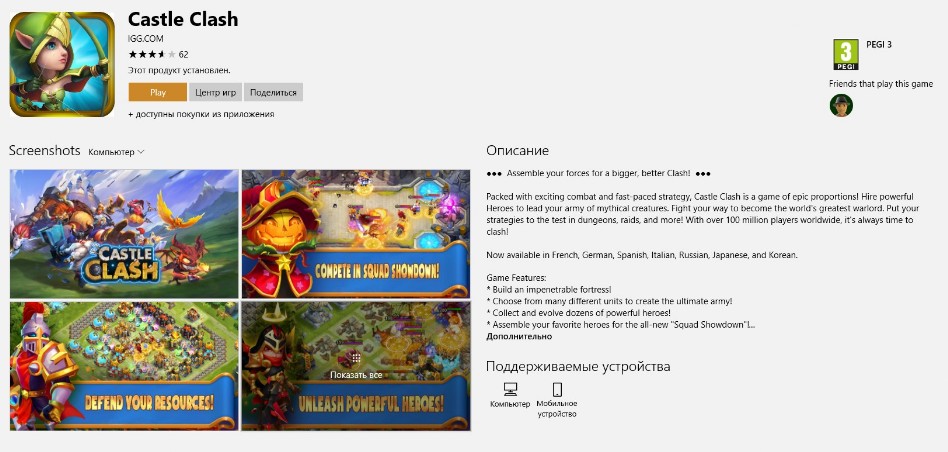 Castle Clash
IGG.COM
★★★★★ 62
Этот продукт установлен.
Play
Центр игр
Поделиться
+ доступны покупки из приложения
3
PEGI
PEGI 3
Friends that play this game
Screenshots Компьютер
CASTLE
CLASH
COMPETE IN SQUAD SHOWDOWN!
DEFEND YOUR RESOURCES!
Показать все
UNLEASH POWERFUL HEROES!
Описание
●●● Assemble your forces for a bigger, better Clash! ●●●
Packed with exciting combat and fast-paced strategy, Castle Clash is a game of epic proportions! Hire powerful
Heroes to lead your army of mythical creatures. Fight your way to become the world's greatest warlord. Put your
strategies to the test in dungeons, raids, and more! With over 100 million players worldwide, it's always time to
clash!
Now available in French, German, Spanish, Italian, Russian, Japanese, and Korean.
Game Features:
* Build an impenetrable fortress!
* Choose from many different units to create the ultimate army!
* Collect and evolve dozens of powerful heroes!
* Assemble your favorite heroes for the all-new "Squad Showdown"!...
Дополнительно
Поддерживаемые устройства
Компьютер
Мобильное
устройство